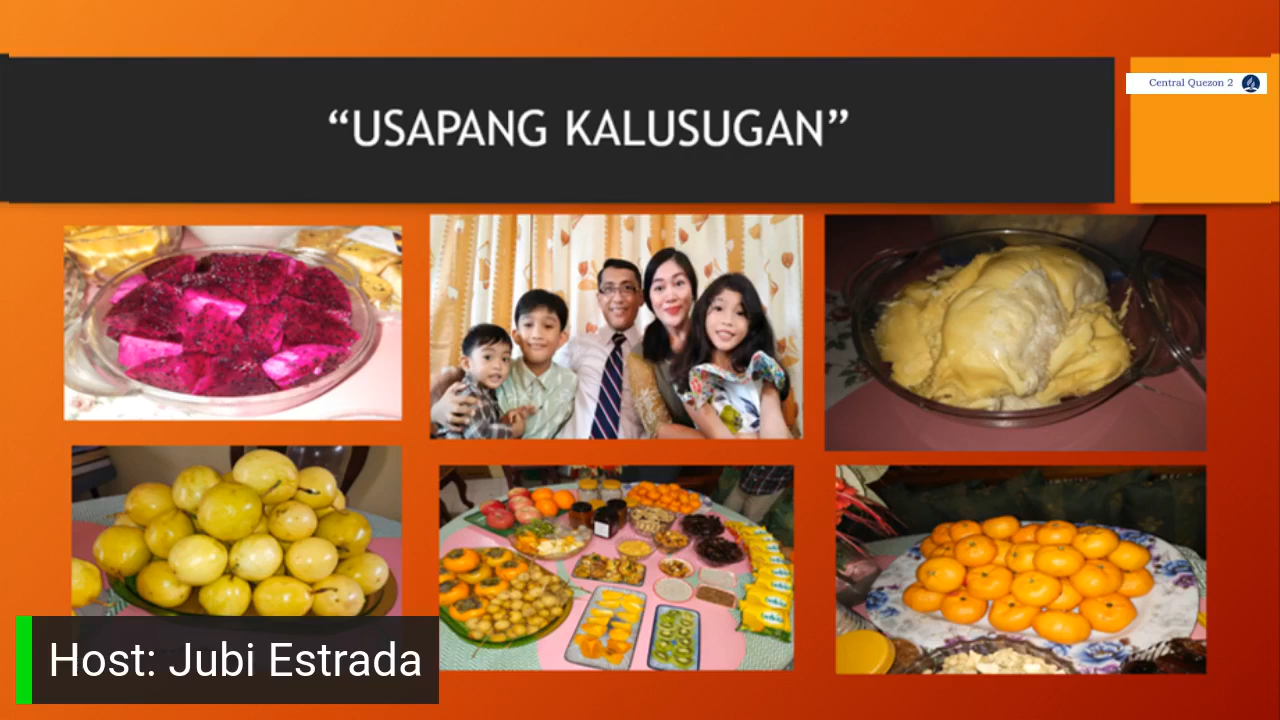 “USAPANG KALUSUGAN”
Central Quezon 2
Host: Jubi Estrada